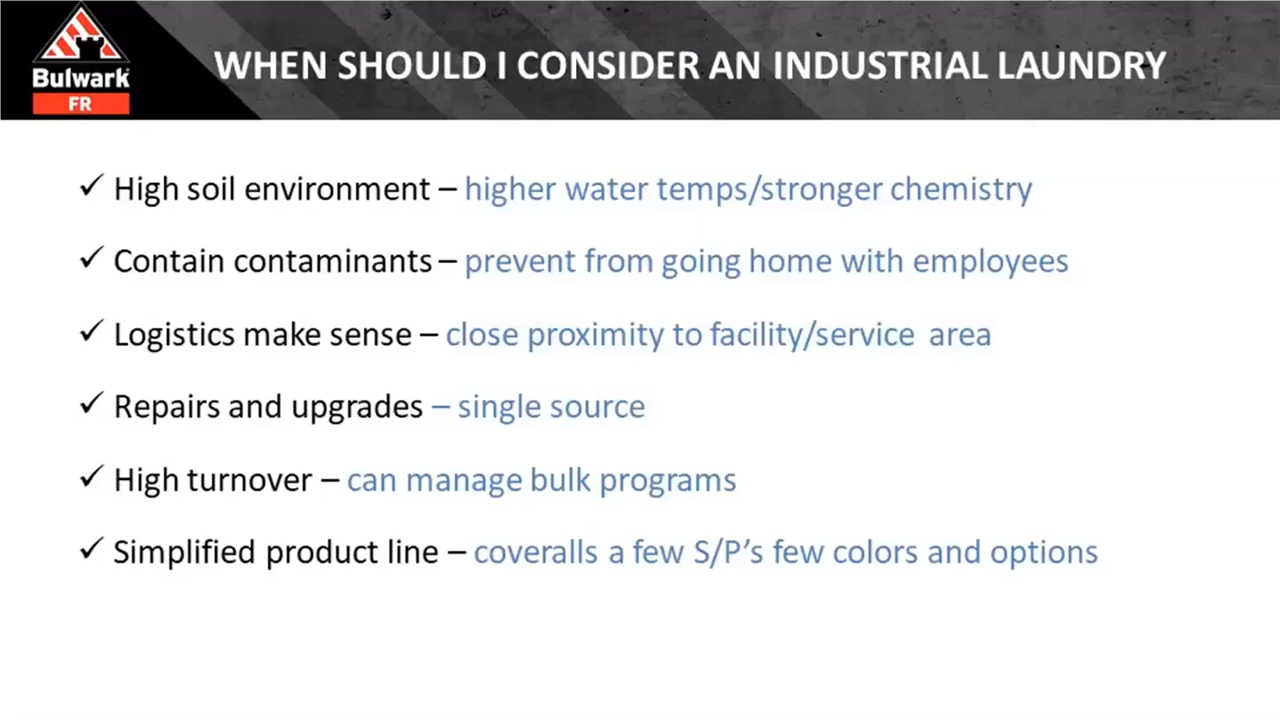 Bulwark
FR
WHEN SHOULD I CONSIDER AN INDUSTRIAL LAUNDRY
✓ High soil environment – higher water temps/stronger chemistry
✓ Contain contaminants – prevent from going home with employees
✓ Logistics make sense – close proximity to facility/service area
✓ Repairs and upgrades – single source
✓ High turnover – can manage bulk programs
✓ Simplified product line – coveralls a few S/P’s few colors and options